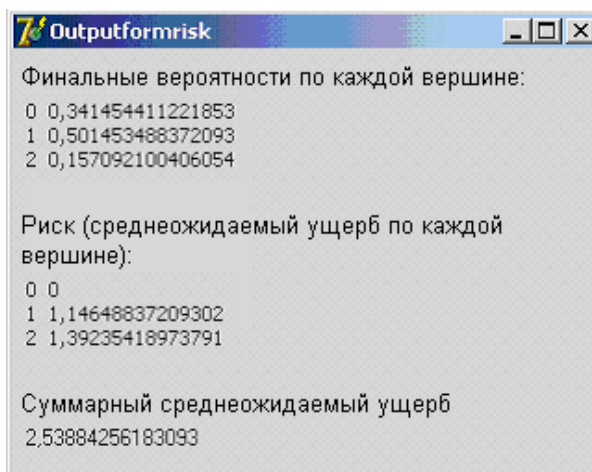 Outputformrisk
Финальные вероятности по каждой вершине:
0 0,341454411221853
1 0,501453488372093
2 0,157092100406054
Риск (среднеожидаемый ущерб по каждой
вершине):
0 0
1 1,14648837209302
2 1,39235418973791
Суммарный среднеожидаемый ущерб
2,53884256183093